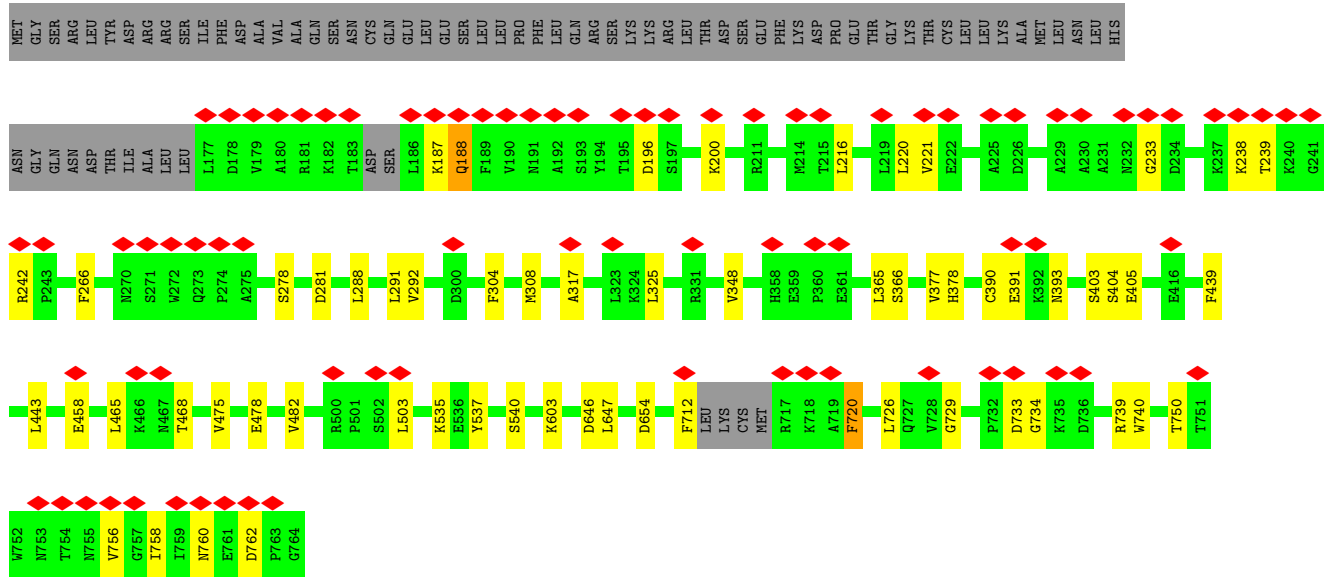 MET GLY SER ARG LEU TYR ASP ARG ARG SER ILE PHE ASP ALA VAL ALA GLN SER ASN CYS GLN GLU LEU GLU SER LEU LEU PRO PHE LEU GLN ARG SER LYS LYS ARG LEU THR ASP SER GLU PHE LYS ASP PRO GLU THR GLY LYS THR CYS LEU LEU LYS ALA MET LEU ASN LEU HIS
ASN GLY GLN ASN ASP THR ILE ALA LEU LEU L177 D178 V179 A180 R181 K182 T183 ASP SER L186 K187 Q188 F189 V190 N191 A192 S193 Y194 T195 D196 S197 K200 R211 M214 T215 L216 L219 L220 V221 E222 A225 D226 A229 A230 A231 N232 G233 D234 K237 K238 T239 K240 G241
R242 P243 F266 N270 S271 W272 Q273 P274 A275 S278 D281 L288 L291 V292 D300 F304 M308 A317 L323 K324 L325 R331 V348 H358 E359 P360 E361 L365 S366 V377 H378 C390 E391 K392 N393 S403 S404 E405 E416 F439
L443 E458 L465 K466 N467 T468 V475 E478 V482 R500 P501 S502 L503 K535 E536 Y537 S540 K603 D646 L647 D654 F712 LEU LYS CYS MET R717 K718 A719 F720 L726 Q727 V728 G729 P732 D733 G734 K735 D736 R739 W740 T750 T751
W752 N753 T754 N755 V756 G757 I758 I759 N760 E761 D762 P763 G764